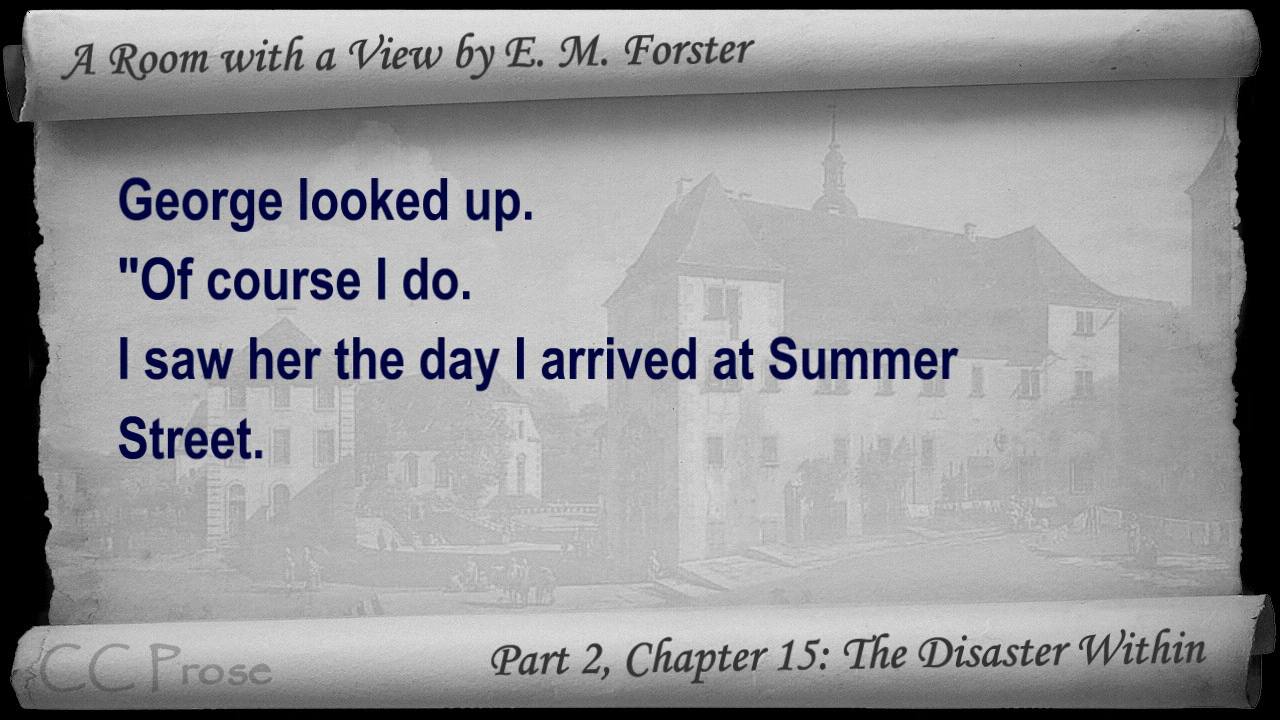 A Room with a View by E. M. Forster
George looked up.
"Of course I do.
I saw her the day I arrived at Summer
Street.
CC Prose
Part 2, Chapter 15: The Disaster Within